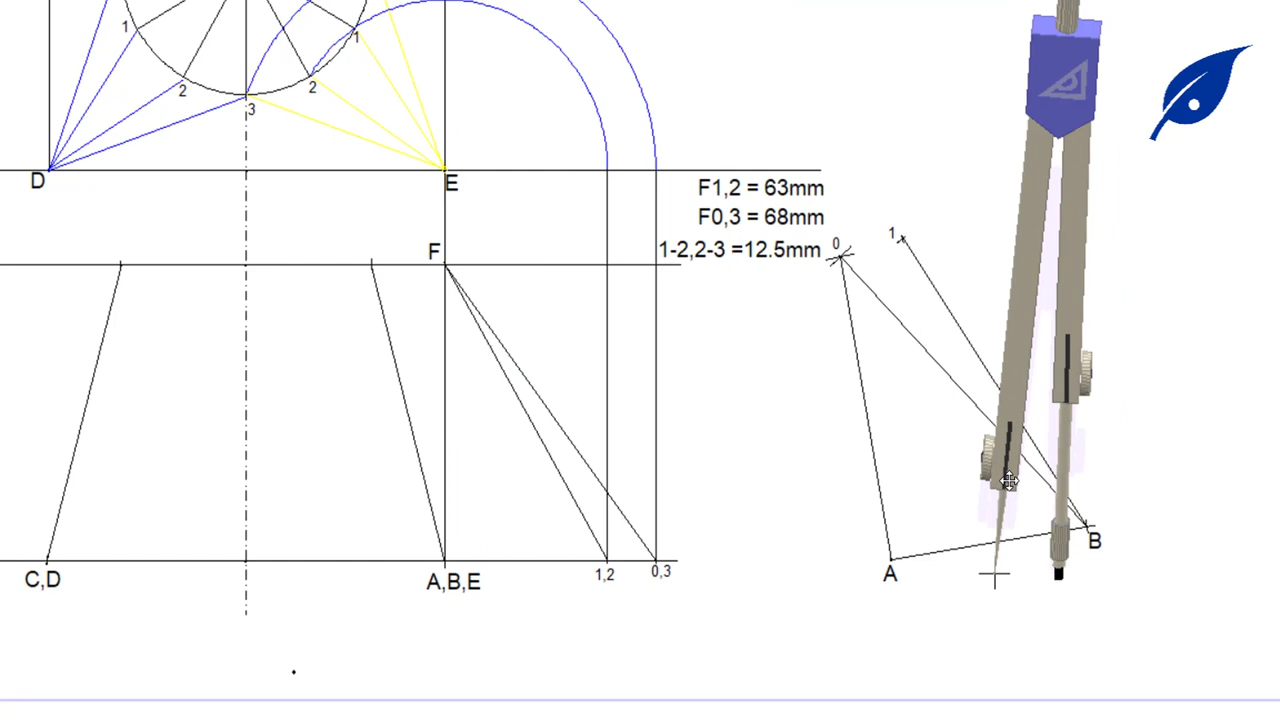 1
1
2
2
3
D
E
F1,2 = 63mm
F0,3 = 68mm
1-2,2-3 =12.5mm
0
1
F
C,D
A,B,E
1,2
0,3
A
B